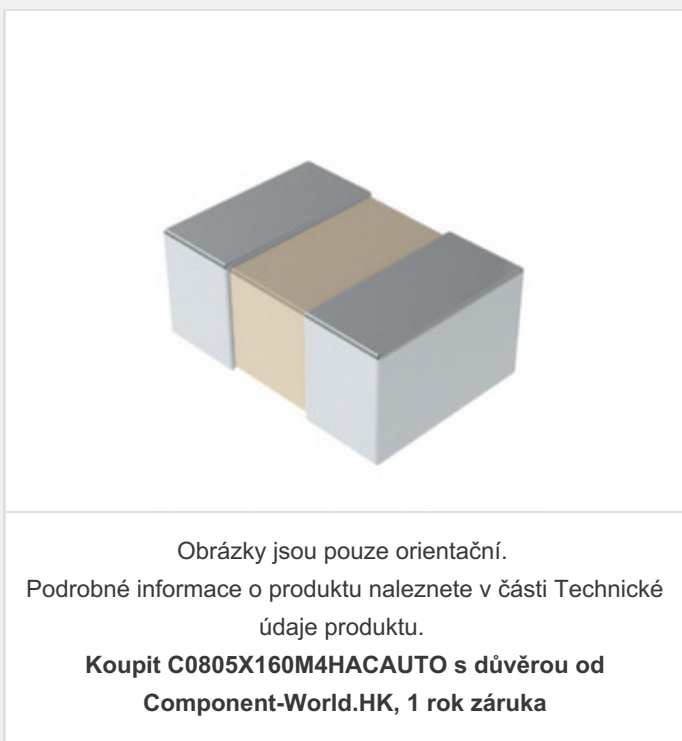 Obrázky jsou pouze orientační.
Podrobné informace o produktu naleznete v části Technické
údaje produktu.
Koupit C0805X160M4HACAUTO s důvěrou od
Component-World.HK, 1 rok záruka